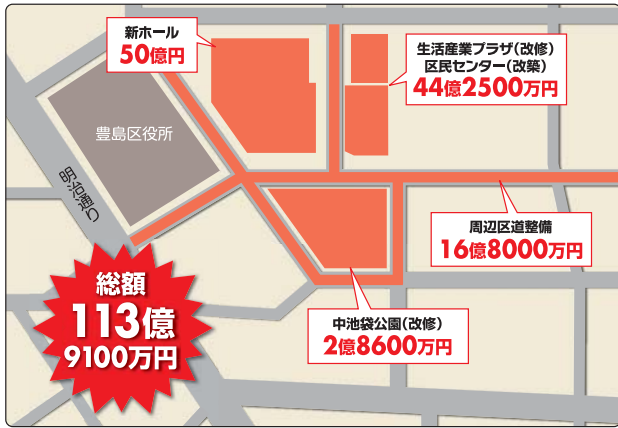 新ホール
50億円
生活産業プラザ(改修)
区民センター(改築)
44億2500万円
豊島区役所
明治通り
周辺区道整備
16億8000万円
総額
113億
9100万円
中池袋公園(改修)
2億8600万円